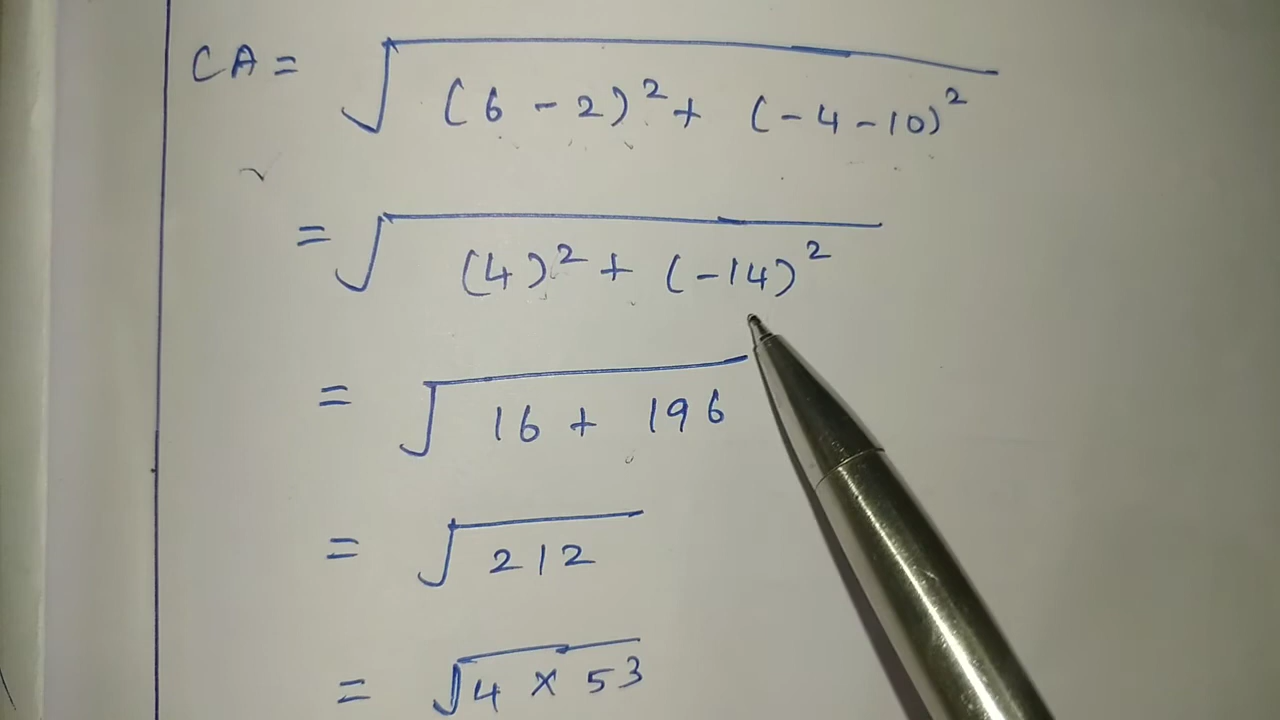 CA = √((6 - 2)² + (-4 - 10)²)
= √((4)² + (-14)²)
= √(16 + 196)
= √212
= √(4 × 53)